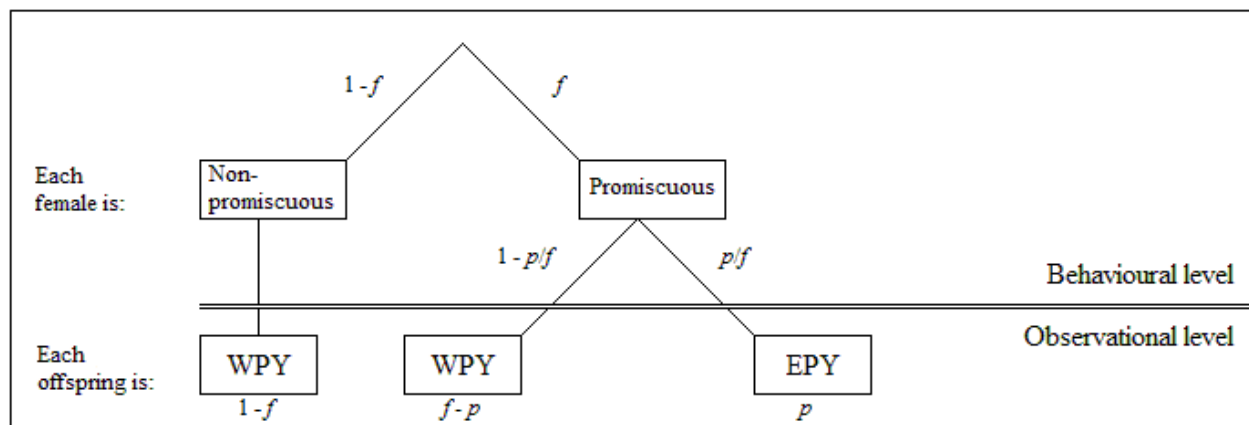 1 - f
f
Each
female is:
Non-
promiscuous
Promiscuous
1 - p/f
p/f
Behavioural level
Observational level
Each
offspring is:
WPY
WPY
EPY
1 - f
f - p
p